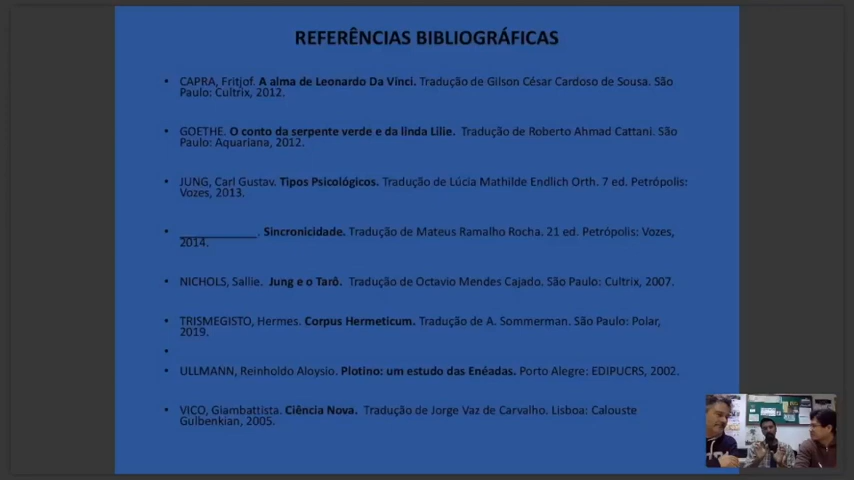 REFERÊNCIAS BIBLIOGRÁFICAS
• CAPRA, Fritjof. A alma de Leonardo Da Vinci. Tradução de Gilson César Cardoso de Sousa. São
Paulo: Cultrix, 2012.
• GOETHE. O conto da serpente verde e da linda Lilie. Tradução de Roberto Ahmad Cattani. São
Paulo: Aquariana, 2012.
• JUNG, Carl Gustav. Tipos Psicológicos. Tradução de Lúcia Mathilde Endlich Orth. 7 ed. Petrópolis:
Vozes, 2013.
• ____________. Sincronicidade. Tradução de Mateus Ramalho Rocha. 21 ed. Petrópolis: Vozes,
2014.
• NICHOLS, Sallie. Jung e o Tarô. Tradução de Octavio Mendes Cajado. São Paulo: Cultrix, 2007.
• TRISMEGISTO, Hermes. Corpus Hermeticum. Tradução de A. Sommerman. São Paulo: Polar,
2019.
•
• ULLMANN, Reinholdo Aloysio. Plotino: um estudo das Enéadas. Porto Alegre: EDIPUCRS, 2002.
• VICO, Giambattista. Ciência Nova. Tradução de Jorge Vaz de Carvalho. Lisboa: Calouste
Gulbenkian, 2005.